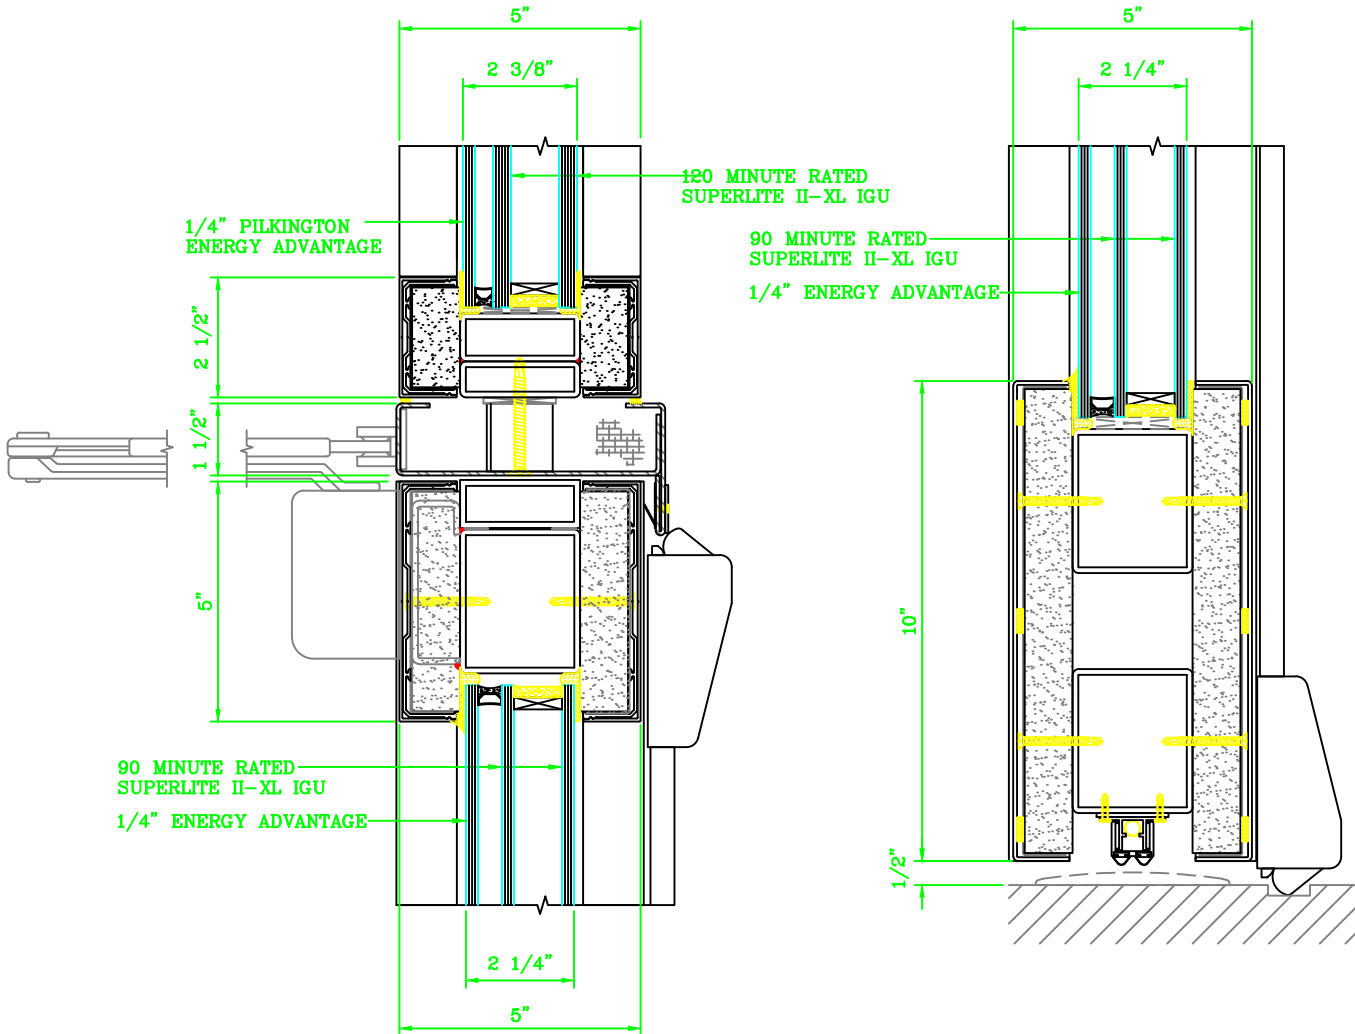 5"
2 3/8"
120 MINUTE RATED
SUPERLITE II-XL IGU
1/4" PILKINGTON
ENERGY ADVANTAGE
2 1/2"
1 1/2"
5"
90 MINUTE RATED
SUPERLITE II-XL IGU
1/4" ENERGY ADVANTAGE
2 1/4"
5"
5"
2 1/4"
90 MINUTE RATED
SUPERLITE II-XL IGU
1/4" ENERGY ADVANTAGE
10"
1/2"